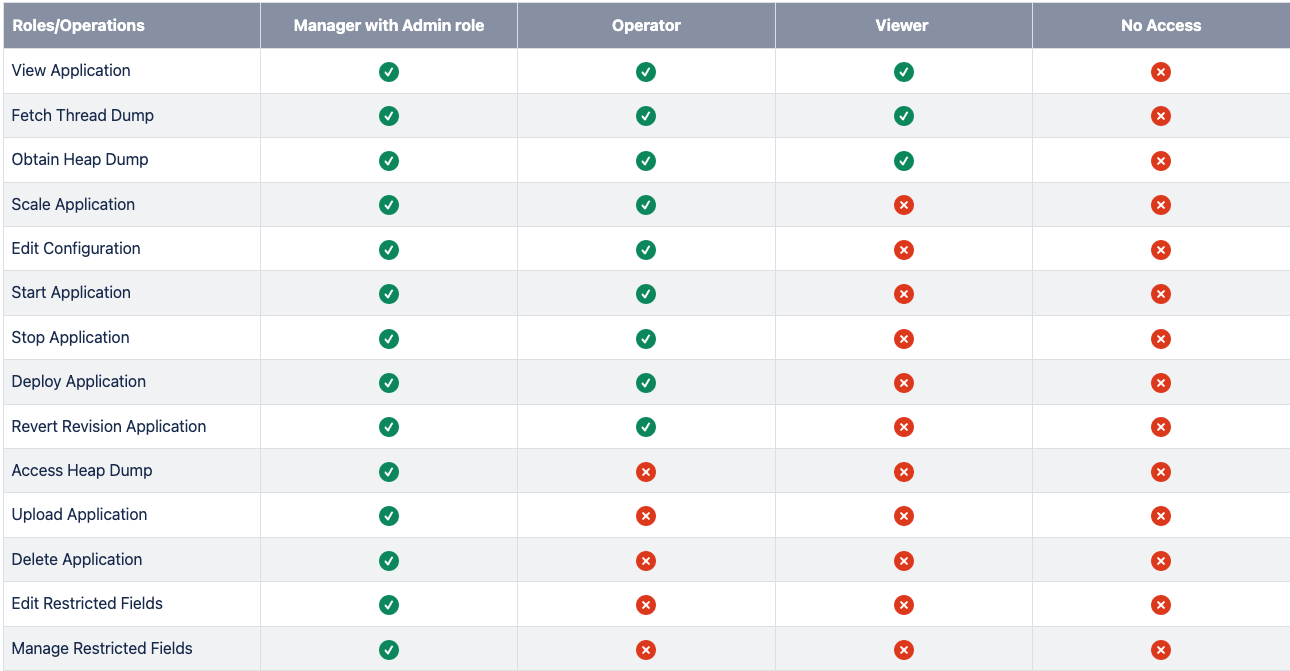 Roles/Operations Manager with Admin role Operator Viewer No Access
View Application
Fetch Thread Dump
Obtain Heap Dump
Scale Application
Edit Configuration
Start Application
Stop Application
Deploy Application
Revert Revision Application
Access Heap Dump
Upload Application
Delete Application
Edit Restricted Fields
Manage Restricted Fields